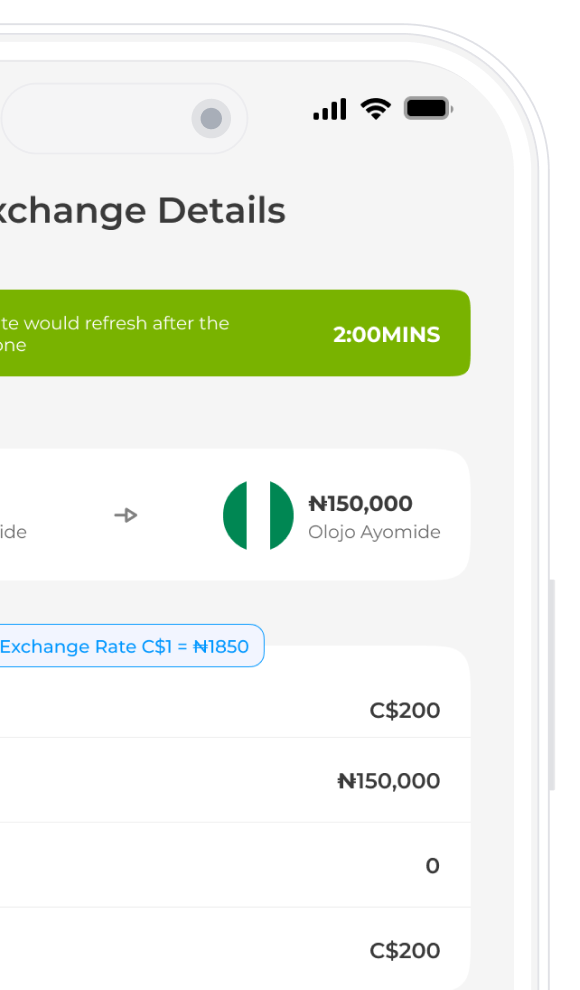 xchange Details
te would refresh after the
one
2:00MINS
₦150,000
ide
Olojo Ayomide
Exchange Rate C$1 = ₦1850
C$200
₦150,000
0
C$200